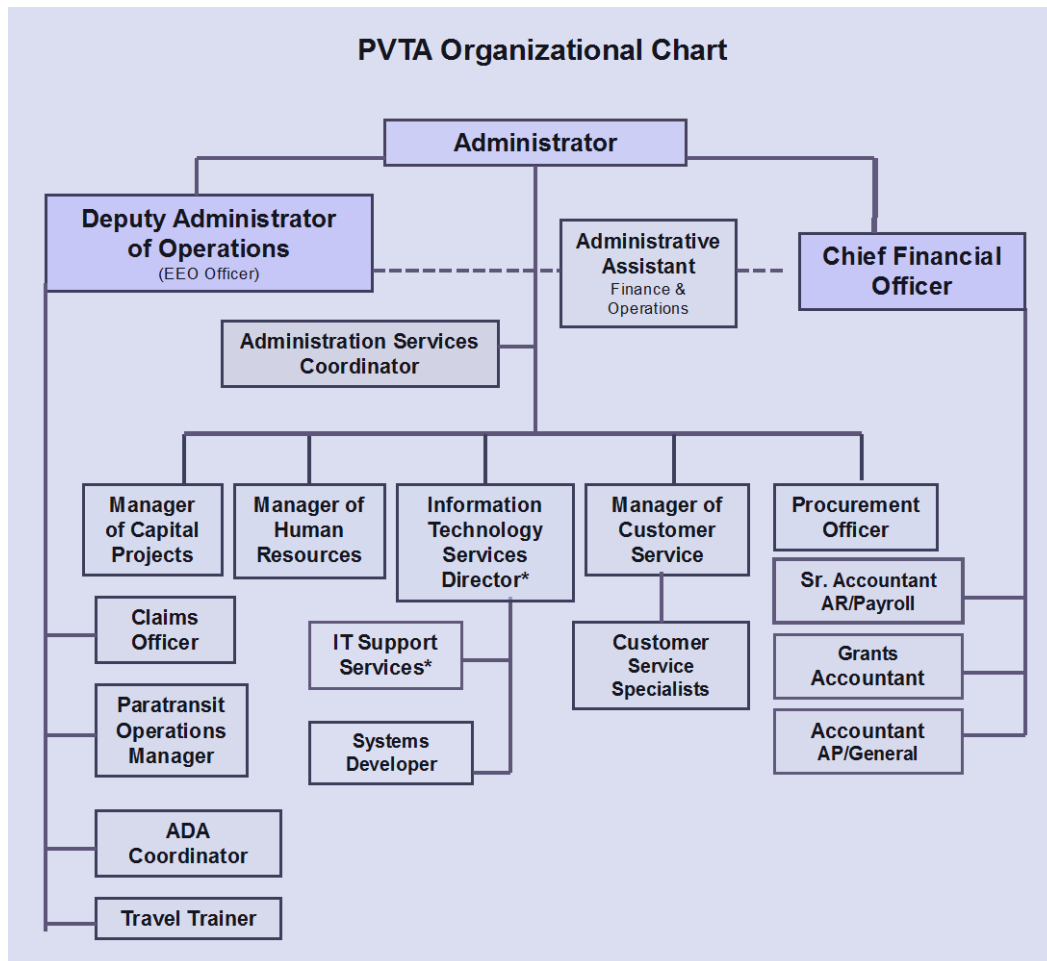 PVTA Organizational Chart
Administrator
Deputy Administrator
of Operations
(EEO Officer)
Administrative
Assistant
Finance &
Operations
Chief Financial
Officer
Administration Services
Coordinator
Manager
of Capital
Projects
Manager of
Human
Resources
Information
Technology
Services
Director*
Manager of
Customer
Service
Procurement
Officer
Sr. Accountant
AR/Payroll
Claims
Officer
IT Support
Services*
Customer
Service
Specialists
Grants
Accountant
Paratransit
Operations
Manager
Systems
Developer
Accountant
AP/General
ADA
Coordinator
Travel Trainer